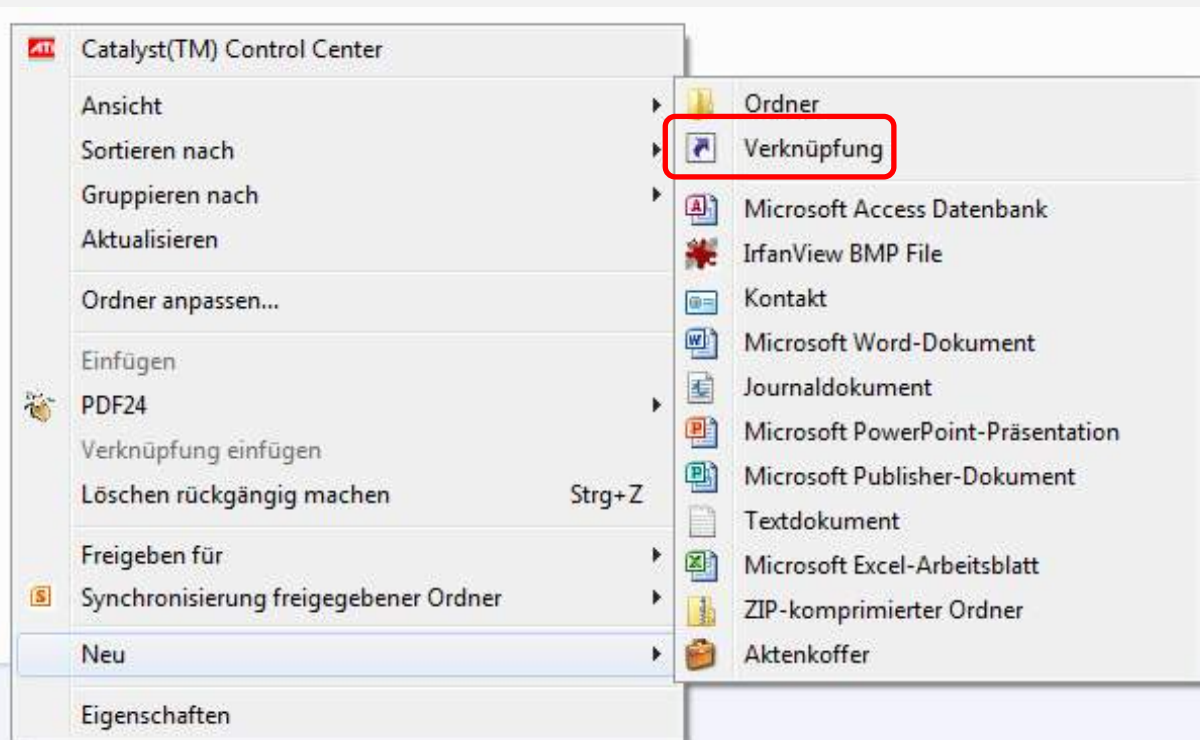 ATI Catalyst(TM) Control Center
Ansicht
Sortieren nach
Gruppieren nach
Aktualisieren
Ordner anpassen...
Einfügen
PDF24
Verknüpfung einfügen
Löschen rückgängig machen Strg+Z
Freigeben für
Synchronisierung freigegebener Ordner
Neu
Eigenschaften
Ordner
Verknüpfung
Microsoft Access Datenbank
IrfanView BMP File
Kontakt
Microsoft Word-Dokument
Journaldokument
Microsoft PowerPoint-Präsentation
Microsoft Publisher-Dokument
Textdokument
Microsoft Excel-Arbeitsblatt
ZIP-komprimierter Ordner
Aktenkoffer